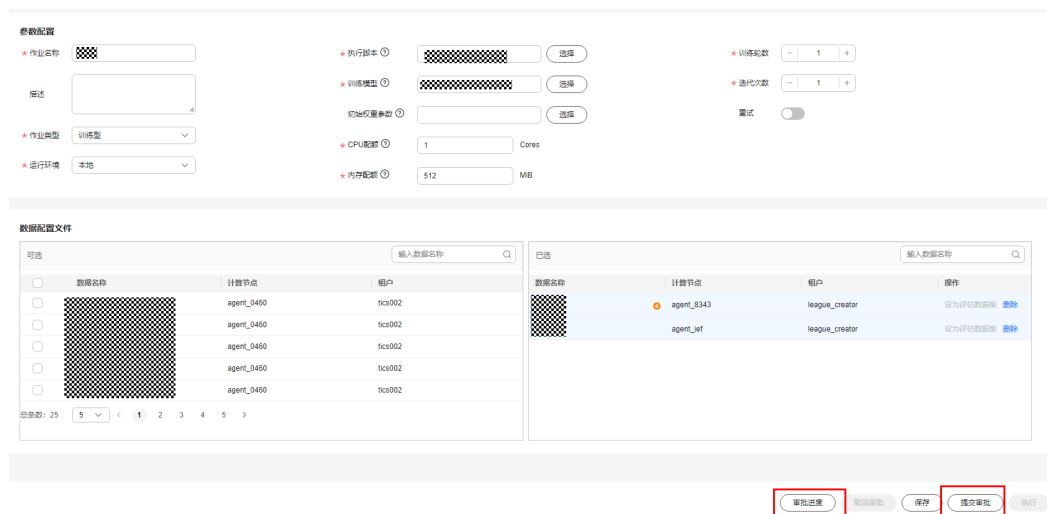 参数配置
* 作业名称
* 执行脚本 ? 选择
* 训练轮数 - 1 +
描述
* 训练模型 ? 选择
* 迭代次数 - 1 +
初始权重参数 ? 选择
重试
* 作业类型 训练型
* CPU配额 ? 1 Cores
* 运行环境 本地
* 内存配额 ? 512 MiB
数据配置文件
可选 输入数据名称
数据名称 计算节点 租户
agent_0460 tics002
agent_0460 tics002
agent_0460 tics002
agent_0460 tics002
agent_0460 tics002
总条数: 25 5 < 1 2 3 4 5 >
已选 输入数据名称
数据名称 计算节点 租户 操作
agent_8343 league_creator 设为评估数据集 删除
agent_ief league_creator 设为评估数据集 删除
审批进度 取消审批 保存 提交审批 执行